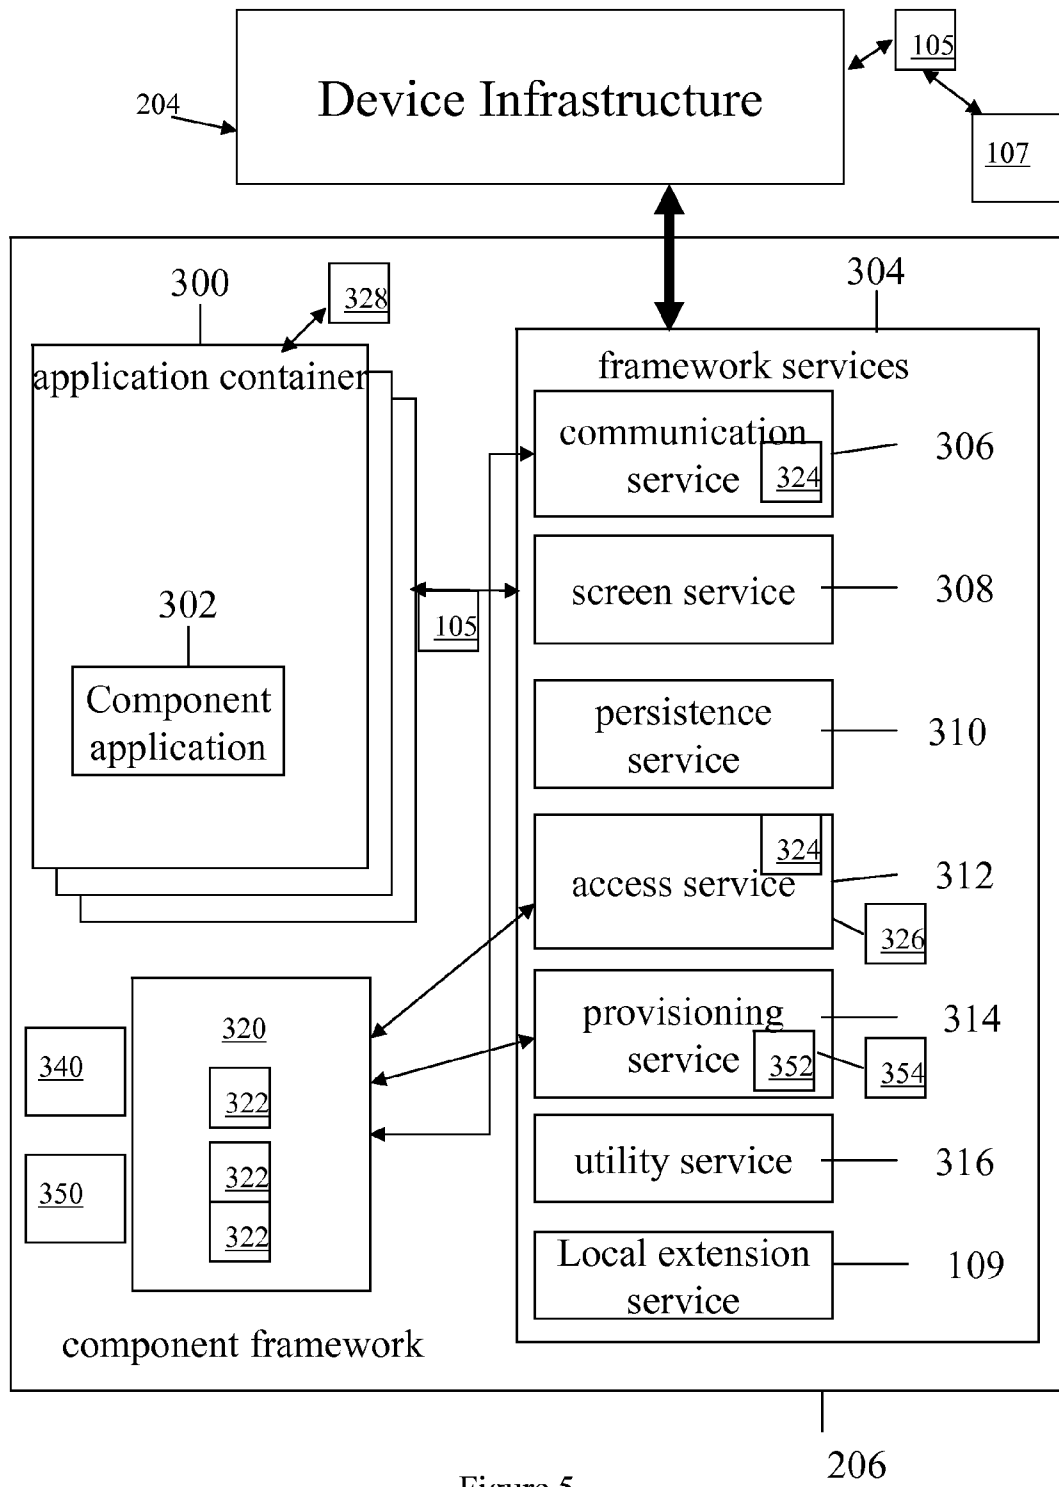 105
Device Infrastructure
204
107
300
328
304
application container
framework services
communication
service
324
306
302
105
screen service
308
Component
application
persistence
service
310
324
access service
312
326
320
322
322
322
340
350
provisioning
service
352
354
314
utility service
316
Local extension
service
109
component framework
206
Figure 5